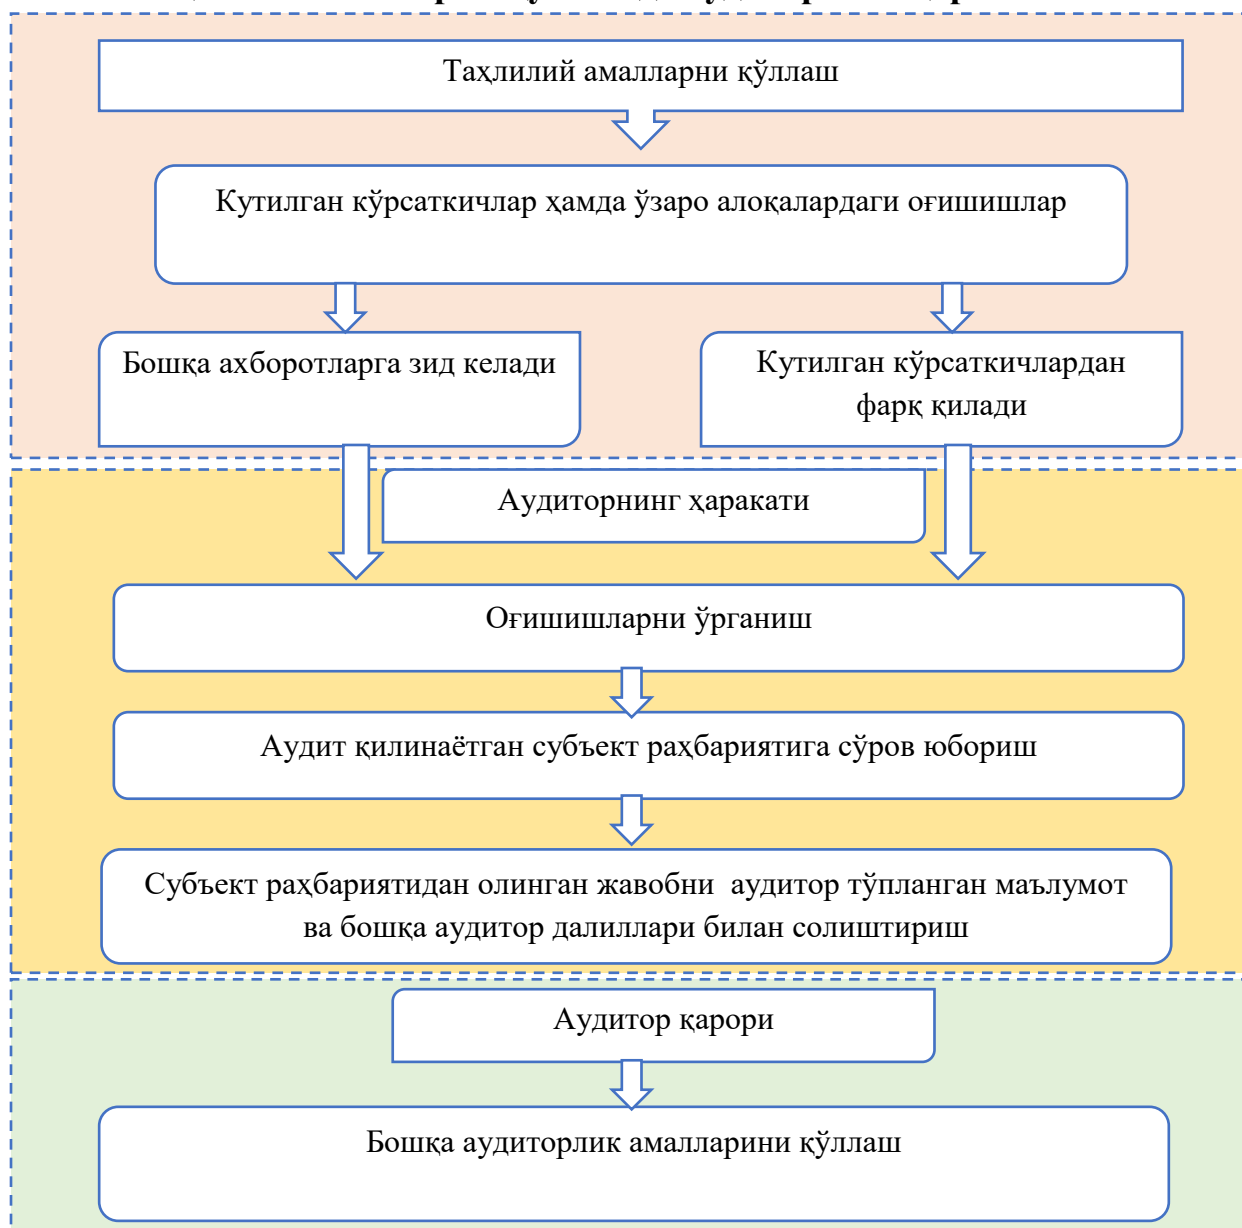 Таҳлилий амалларни қўллаш
Кутилган кўрсаткичлар ҳамда ўзаро алоқалардаги оғишишлар
Бошқа ахборотларга зид келади
Кутилган кўрсаткичлардан
фарқ қилади
Аудиторнинг ҳаракати
Оғишишларни ўрганиш
Аудит қилинаётган субъект раҳбариятига сўров юбориш
Субъект раҳбариятидан олинган жавобни аудитор тўпланган маълумот
ва бошқа аудитор далиллари билан солиштириш
Аудитор қарори
Бошқа аудиторлик амалларини қўллаш